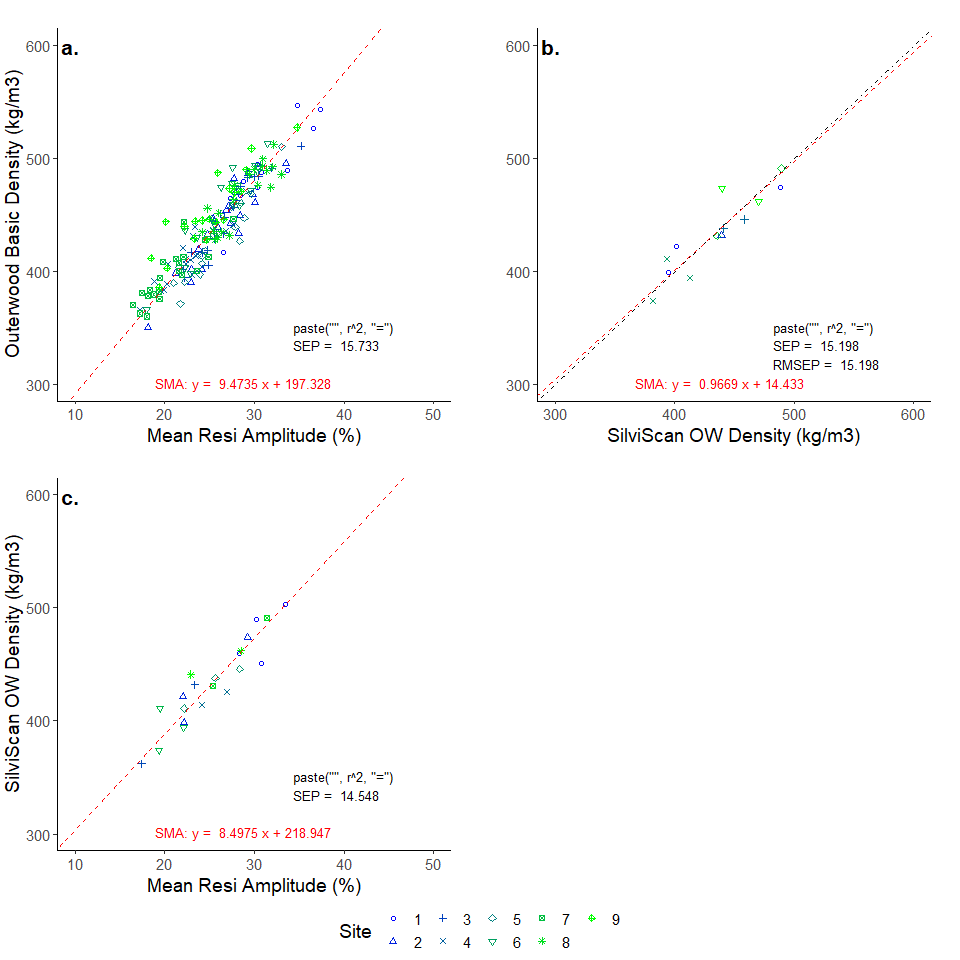 a.
Outerwood Basic Density (kg/m3)
600
500
400
300
paste("", r^2, "=")
SEP = 15.733
SMA: y = 9.4735 x + 197.328
10 20 30 40 50
Mean Resi Amplitude (%)
b.
600
500
400
300
paste("", r^2, "=")
SEP = 15.198
RMSEP = 15.198
SMA: y = 0.9669 x + 14.433
300 400 500 600
SilviScan OW Density (kg/m3)
c.
SilviScan OW Density (kg/m3)
600
500
400
300
paste("", r^2, "=")
SEP = 14.548
SMA: y = 8.4975 x + 218.947
10 20 30 40 50
Mean Resi Amplitude (%)
Site
1 3 5 7 9
2 4 6 8